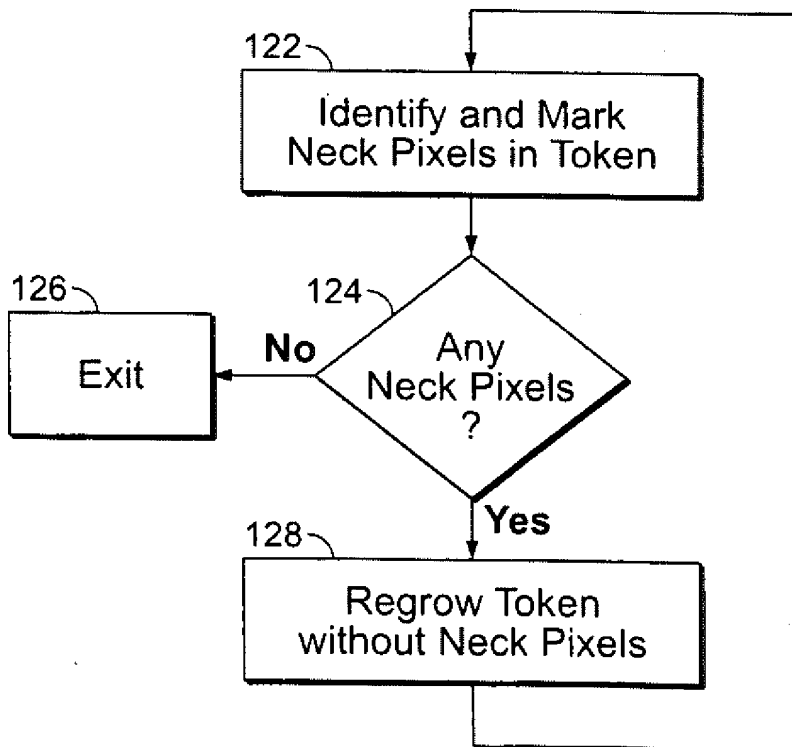 122
Identify and Mark
Neck Pixels in Token
126
124
Exit
No
Any
Neck Pixels
?
Yes
128
Regrow Token
without Neck Pixels